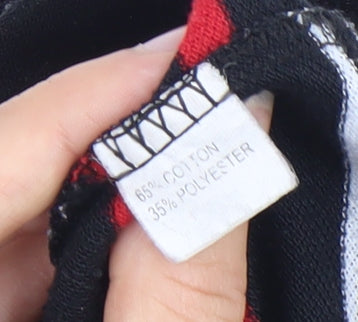 65% COTTON
35% POLYESTER